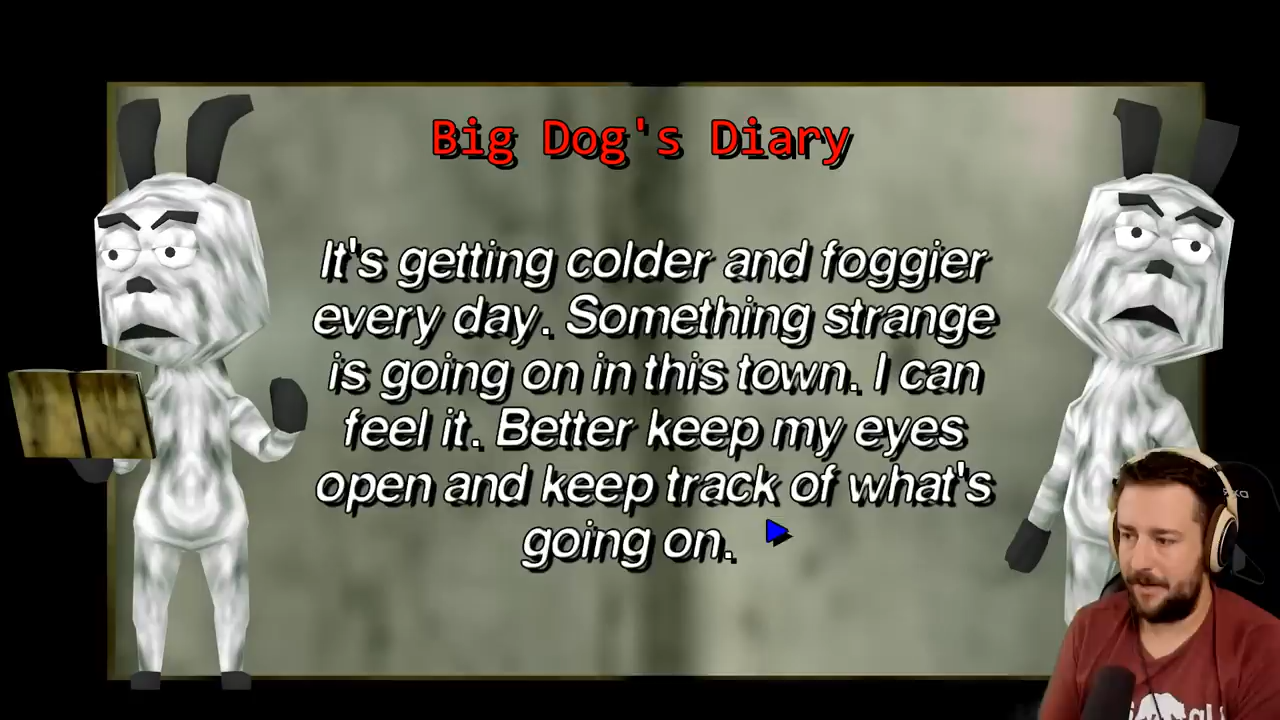 Big Dog's Diary
It's getting colder and foggier
every day. Something strange
is going on in this town. I can
feel it. Better keep my eyes
open and keep track of what's
going on.